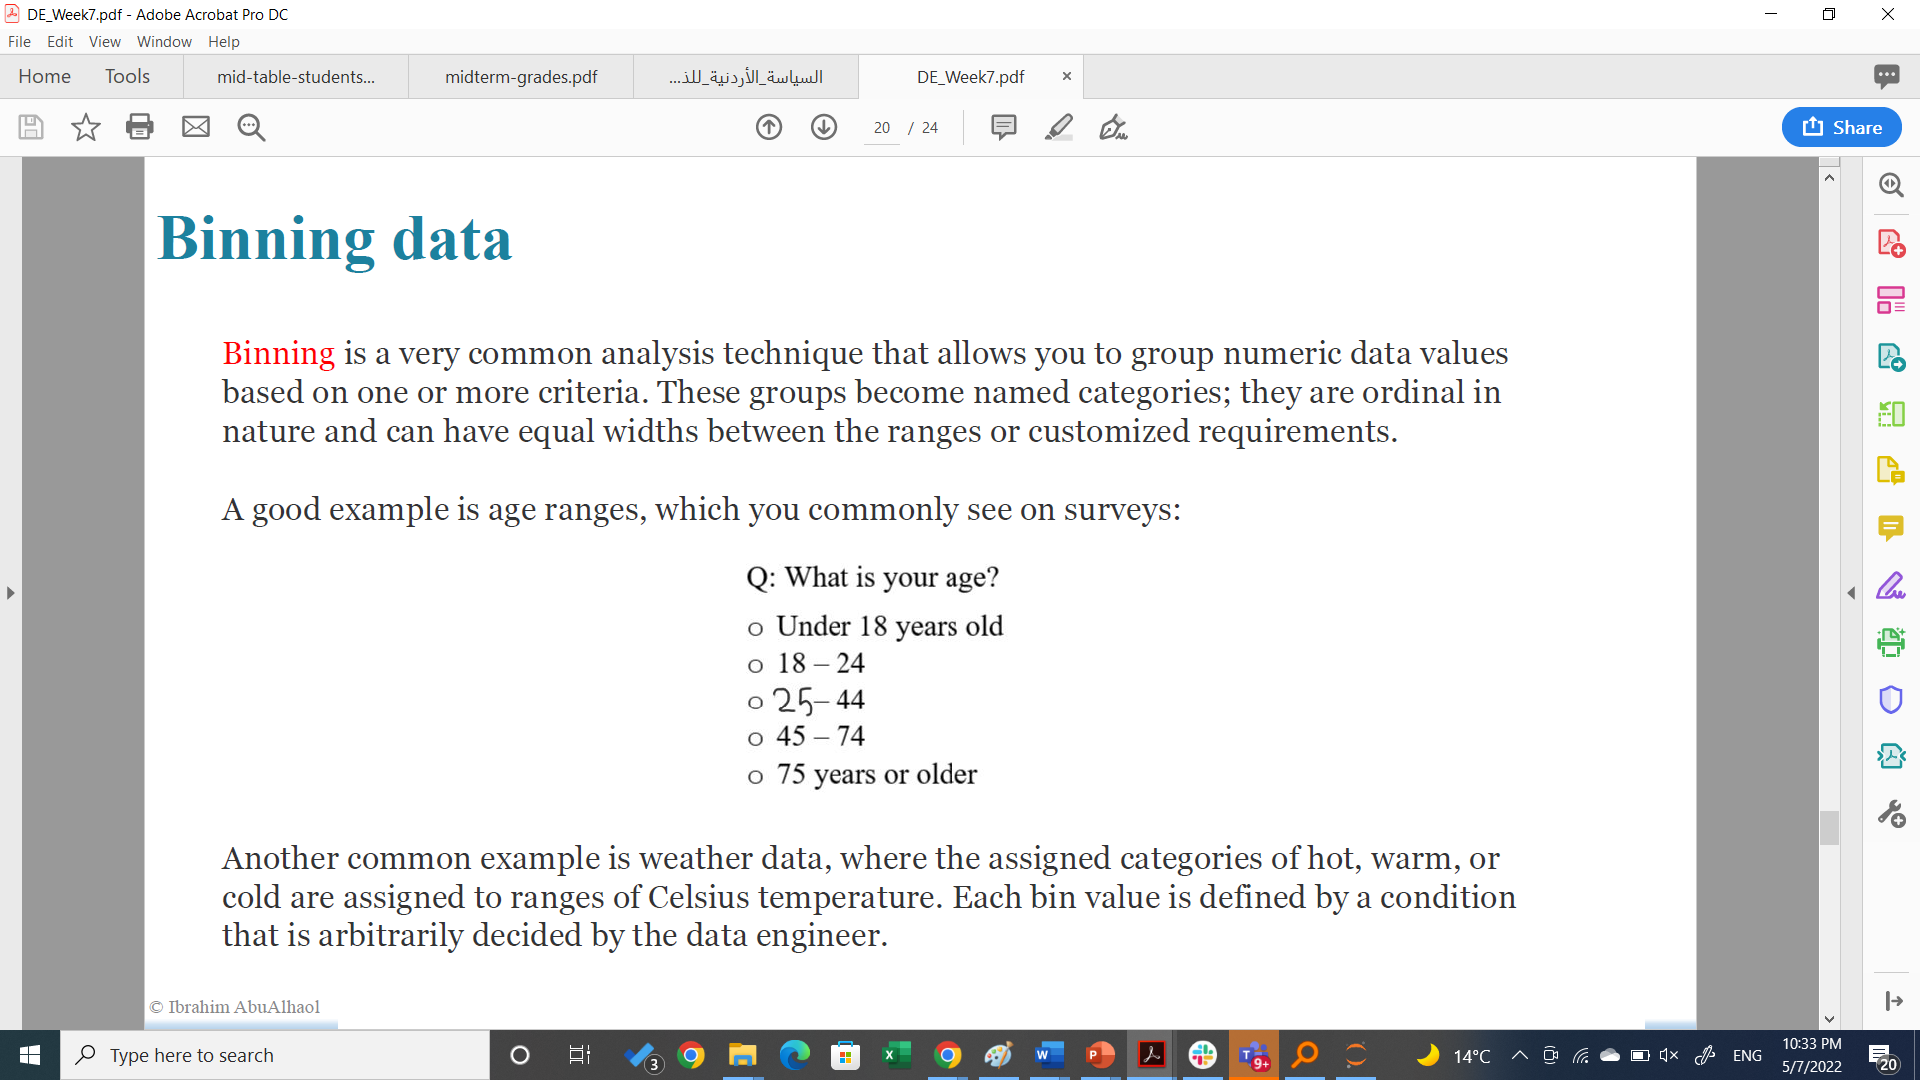 DE_Week7.pdf - Adobe Acrobat Pro DC
File Edit View Window Help
Home Tools mid-table-students... midterm-grades.pdf السياسة_الأردنية_للذ... DE_Week7.pdf ×
20 / 24 Share
Binning data
Binning is a very common analysis technique that allows you to group numeric data values
based on one or more criteria. These groups become named categories; they are ordinal in
nature and can have equal widths between the ranges or customized requirements.
A good example is age ranges, which you commonly see on surveys:
Q: What is your age?
o Under 18 years old
o 18 – 24
o 25 – 44
o 45 – 74
o 75 years or older
Another common example is weather data, where the assigned categories of hot, warm, or
cold are assigned to ranges of Celsius temperature. Each bin value is defined by a condition
that is arbitrarily decided by the data engineer.
© Ibrahim AbuAlhaol
Type here to search 3 9+ 14°C ENG 10:33 PM
5/7/2022 20